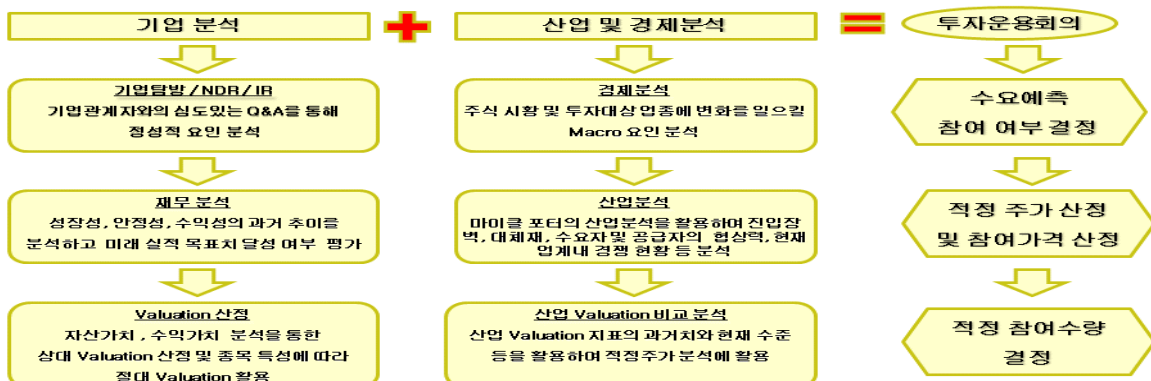 기업 분석
기업탐방 / NDR / IR
기업관계자와의 심도있는 Q&A를 통해
정성적 요인 분석
재무 분석
성장성, 안정성, 수익성의 과거 추이를
분석하고 미래 실적 목표치 달성 여부 평가
Valuation 산정
자산가치, 수익가치 분석을 통한
상대 Valuation 산정 및 종목 특성에 따라
절대 Valuation 활용
+
산업 및 경제분석
경제분석
주식 시황 및 투자대상 업종에 변화를 일으킬
Macro 요인 분석
산업분석
마이클 포터의 산업분석을 활용하여 진입장
벽, 대체재, 수요자 및 공급자의 협상력, 현재
업계내 경쟁 현황 등 분석
산업 Valuation 비교 분석
산업 Valuation 지표의 과거치와 현재 수준
등을 활용하여 적정주가 분석에 활용
=
투자운용회의
수요예측
참여 여부 결정
적정 주가 산정
및 참여가격 산정
적정 참여수량
결정